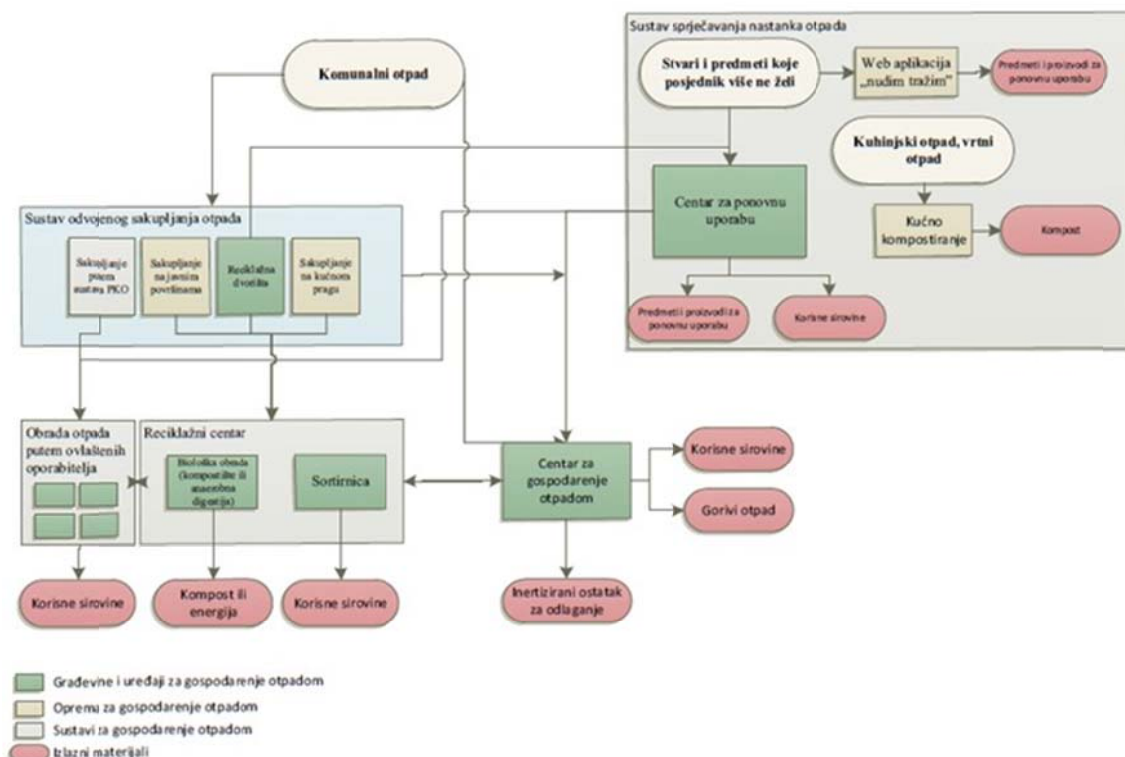 Sustav sprječavanja nastanka otpada
Komunalni otpad
Stvari i predmeti koje
posjednik više ne želi
Web aplikacija
„nudim tražim”
Predmeti i proizvodi za
ponovnu uporabu
Kuhinjski otpad, vrtni
otpad
Centar za ponovnu
uporabu
Kućno
kompostiranje
Kompost
Predmeti i proizvodi za
ponovnu uporabu
Korisne sirovine
Sustav odvojenog sakupljanja otpada
Sakupljanje
putem
sustava PKO
Sakupljanje
na javnim
površinama
Reciklažna
dvorišta
Sakupljanje
na kućnom
pragu
Obrada otpada
putem ovlaštenih
oporabitelja
Reciklažni centar
Biološka obrada
(kompostište ili
anaerobna
digestija)
Sortirnica
Centar za
gospodarenje
otpadom
Korisne sirovine
Gorivi otpad
Korisne sirovine
Kompost ili
energija
Korisne sirovine
Inertizirani ostatak
za odlaganje
Građevine i uređaji za gospodarenje otpadom
Oprema za gospodarenje otpadom
Sustavi za gospodarenje otpadom
Izlazni materijali